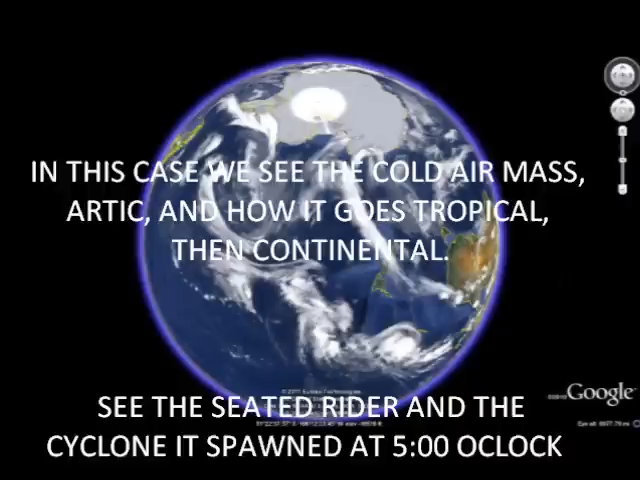 IN THIS CASE WE SEE THE COLD AIR MASS,
ARTIC, AND HOW IT GOES TROPICAL,
THEN CONTINENTAL.
SEE THE SEATED RIDER AND THE
CYCLONE IT SPAWNED AT 5:00 OCLOCK
Google